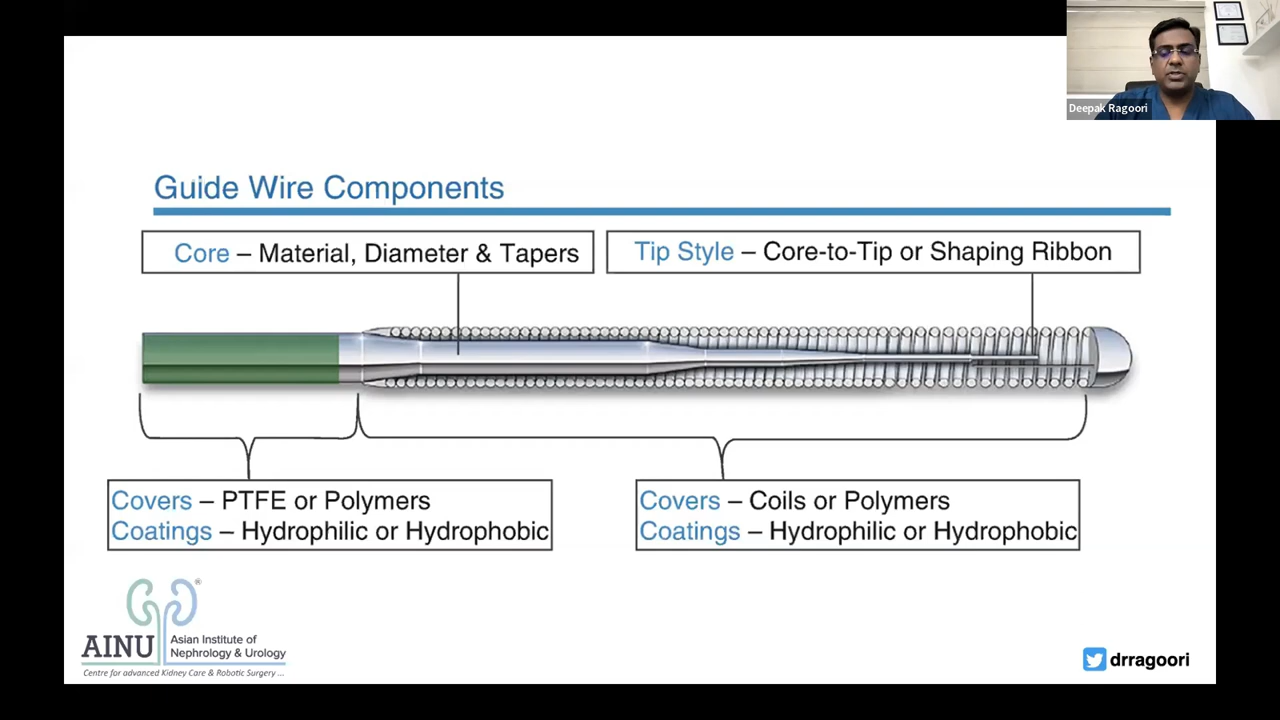 Deepak Ragoori
Guide Wire Components
Core – Material, Diameter & Tapers
Tip Style – Core-to-Tip or Shaping Ribbon
Covers – PTFE or Polymers
Coatings – Hydrophilic or Hydrophobic
Covers – Coils or Polymers
Coatings – Hydrophilic or Hydrophobic
®
AINU
Asian Institute of
Nephrology & Urology
Centre for advanced Kidney Care & Robotic Surgery ...
drragoori